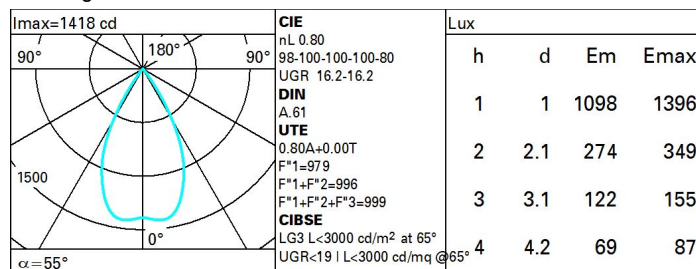 Imax=1418 cd
90°
180°
90°
1500
0°
α=55°
CIE
nL 0.80
98-100-100-100-80
UGR 16.2-16.2
DIN
A.61
UTE
0.80A+0.00T
F"1=979
F"1+F"2=996
F"1+F"2+F"3=999
CIBSE
LG3 L<3000 cd/m² at 65°
UGR<19 | L<3000 cd/mq @65°
Lux
h d Em Emax
1 1 1098 1396
2 2.1 274 349
3 3.1 122 155
4 4.2 69 87